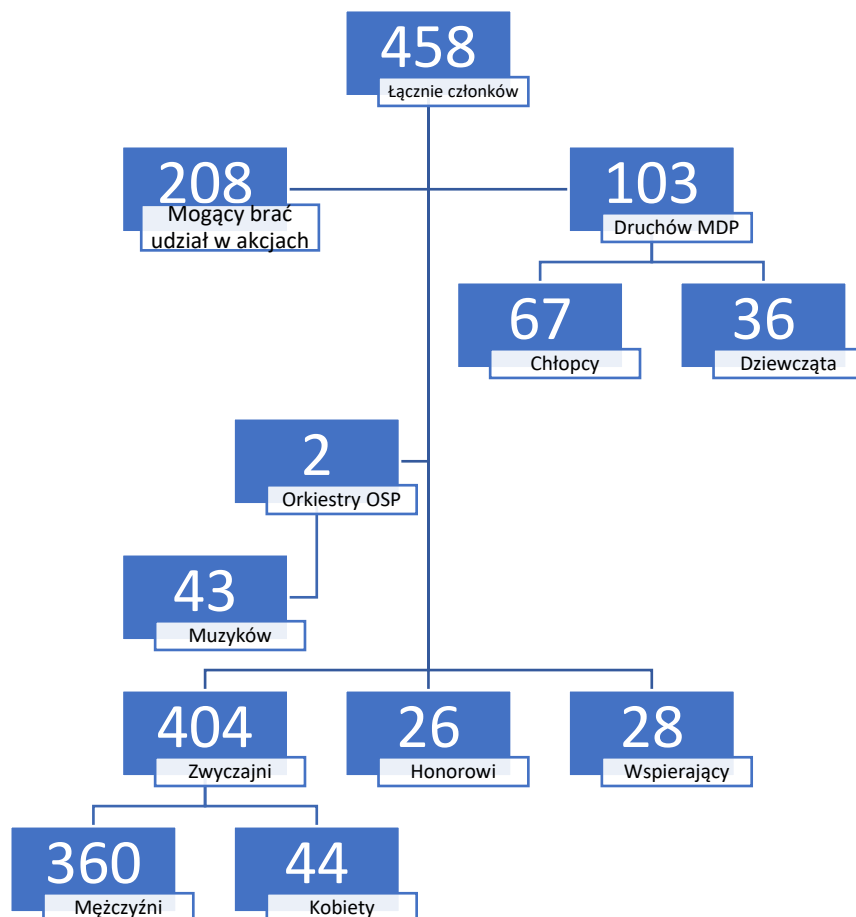 458
Łącznie członków
208
Mogący brać
udział w akcjach
103
Druchów MDP
67
Chłopcy
36
Dziewcząta
2
Orkiestry OSP
43
Muzyków
404
Zwyczajni
26
Honorowi
28
Wspierający
360
Mężczyźni
44
Kobiety